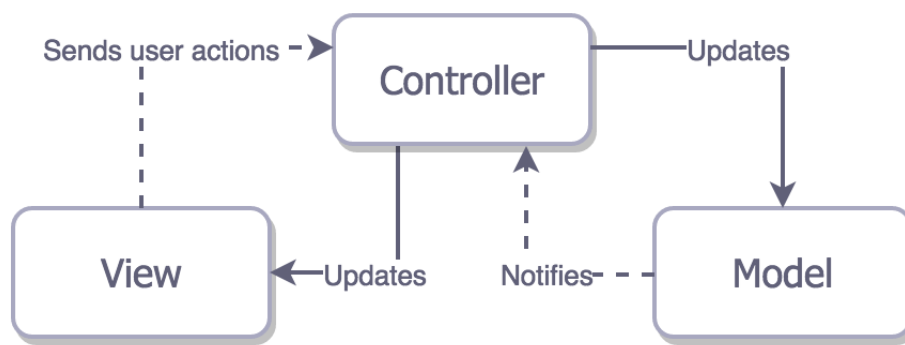 Sends user actions
Updates
Controller
View
Updates
Notifies
Model